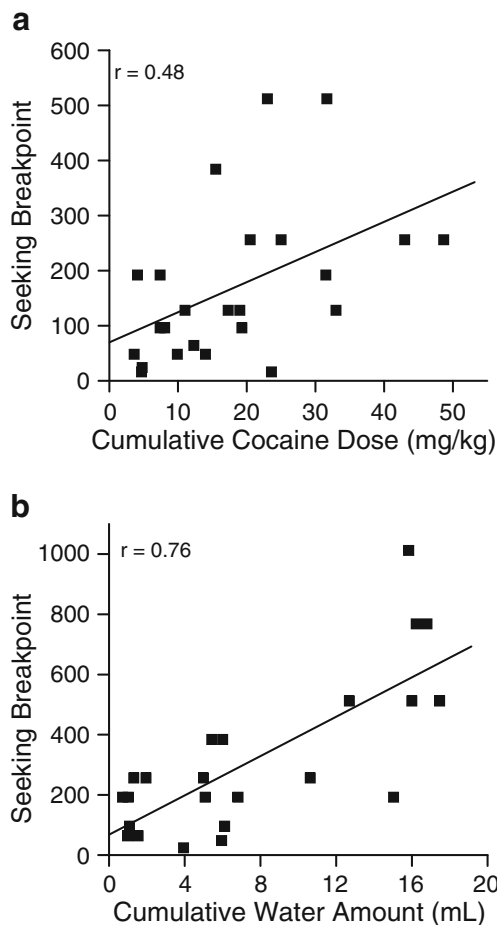 a
600
r = 0.48
500
400
300
200
100
0
Seeking Breakpoint
0 10 20 30 40 50
Cumulative Cocaine Dose (mg/kg)
b
1000
r = 0.76
800
600
400
200
0
Seeking Breakpoint
0 4 8 12 16 20
Cumulative Water Amount (mL)